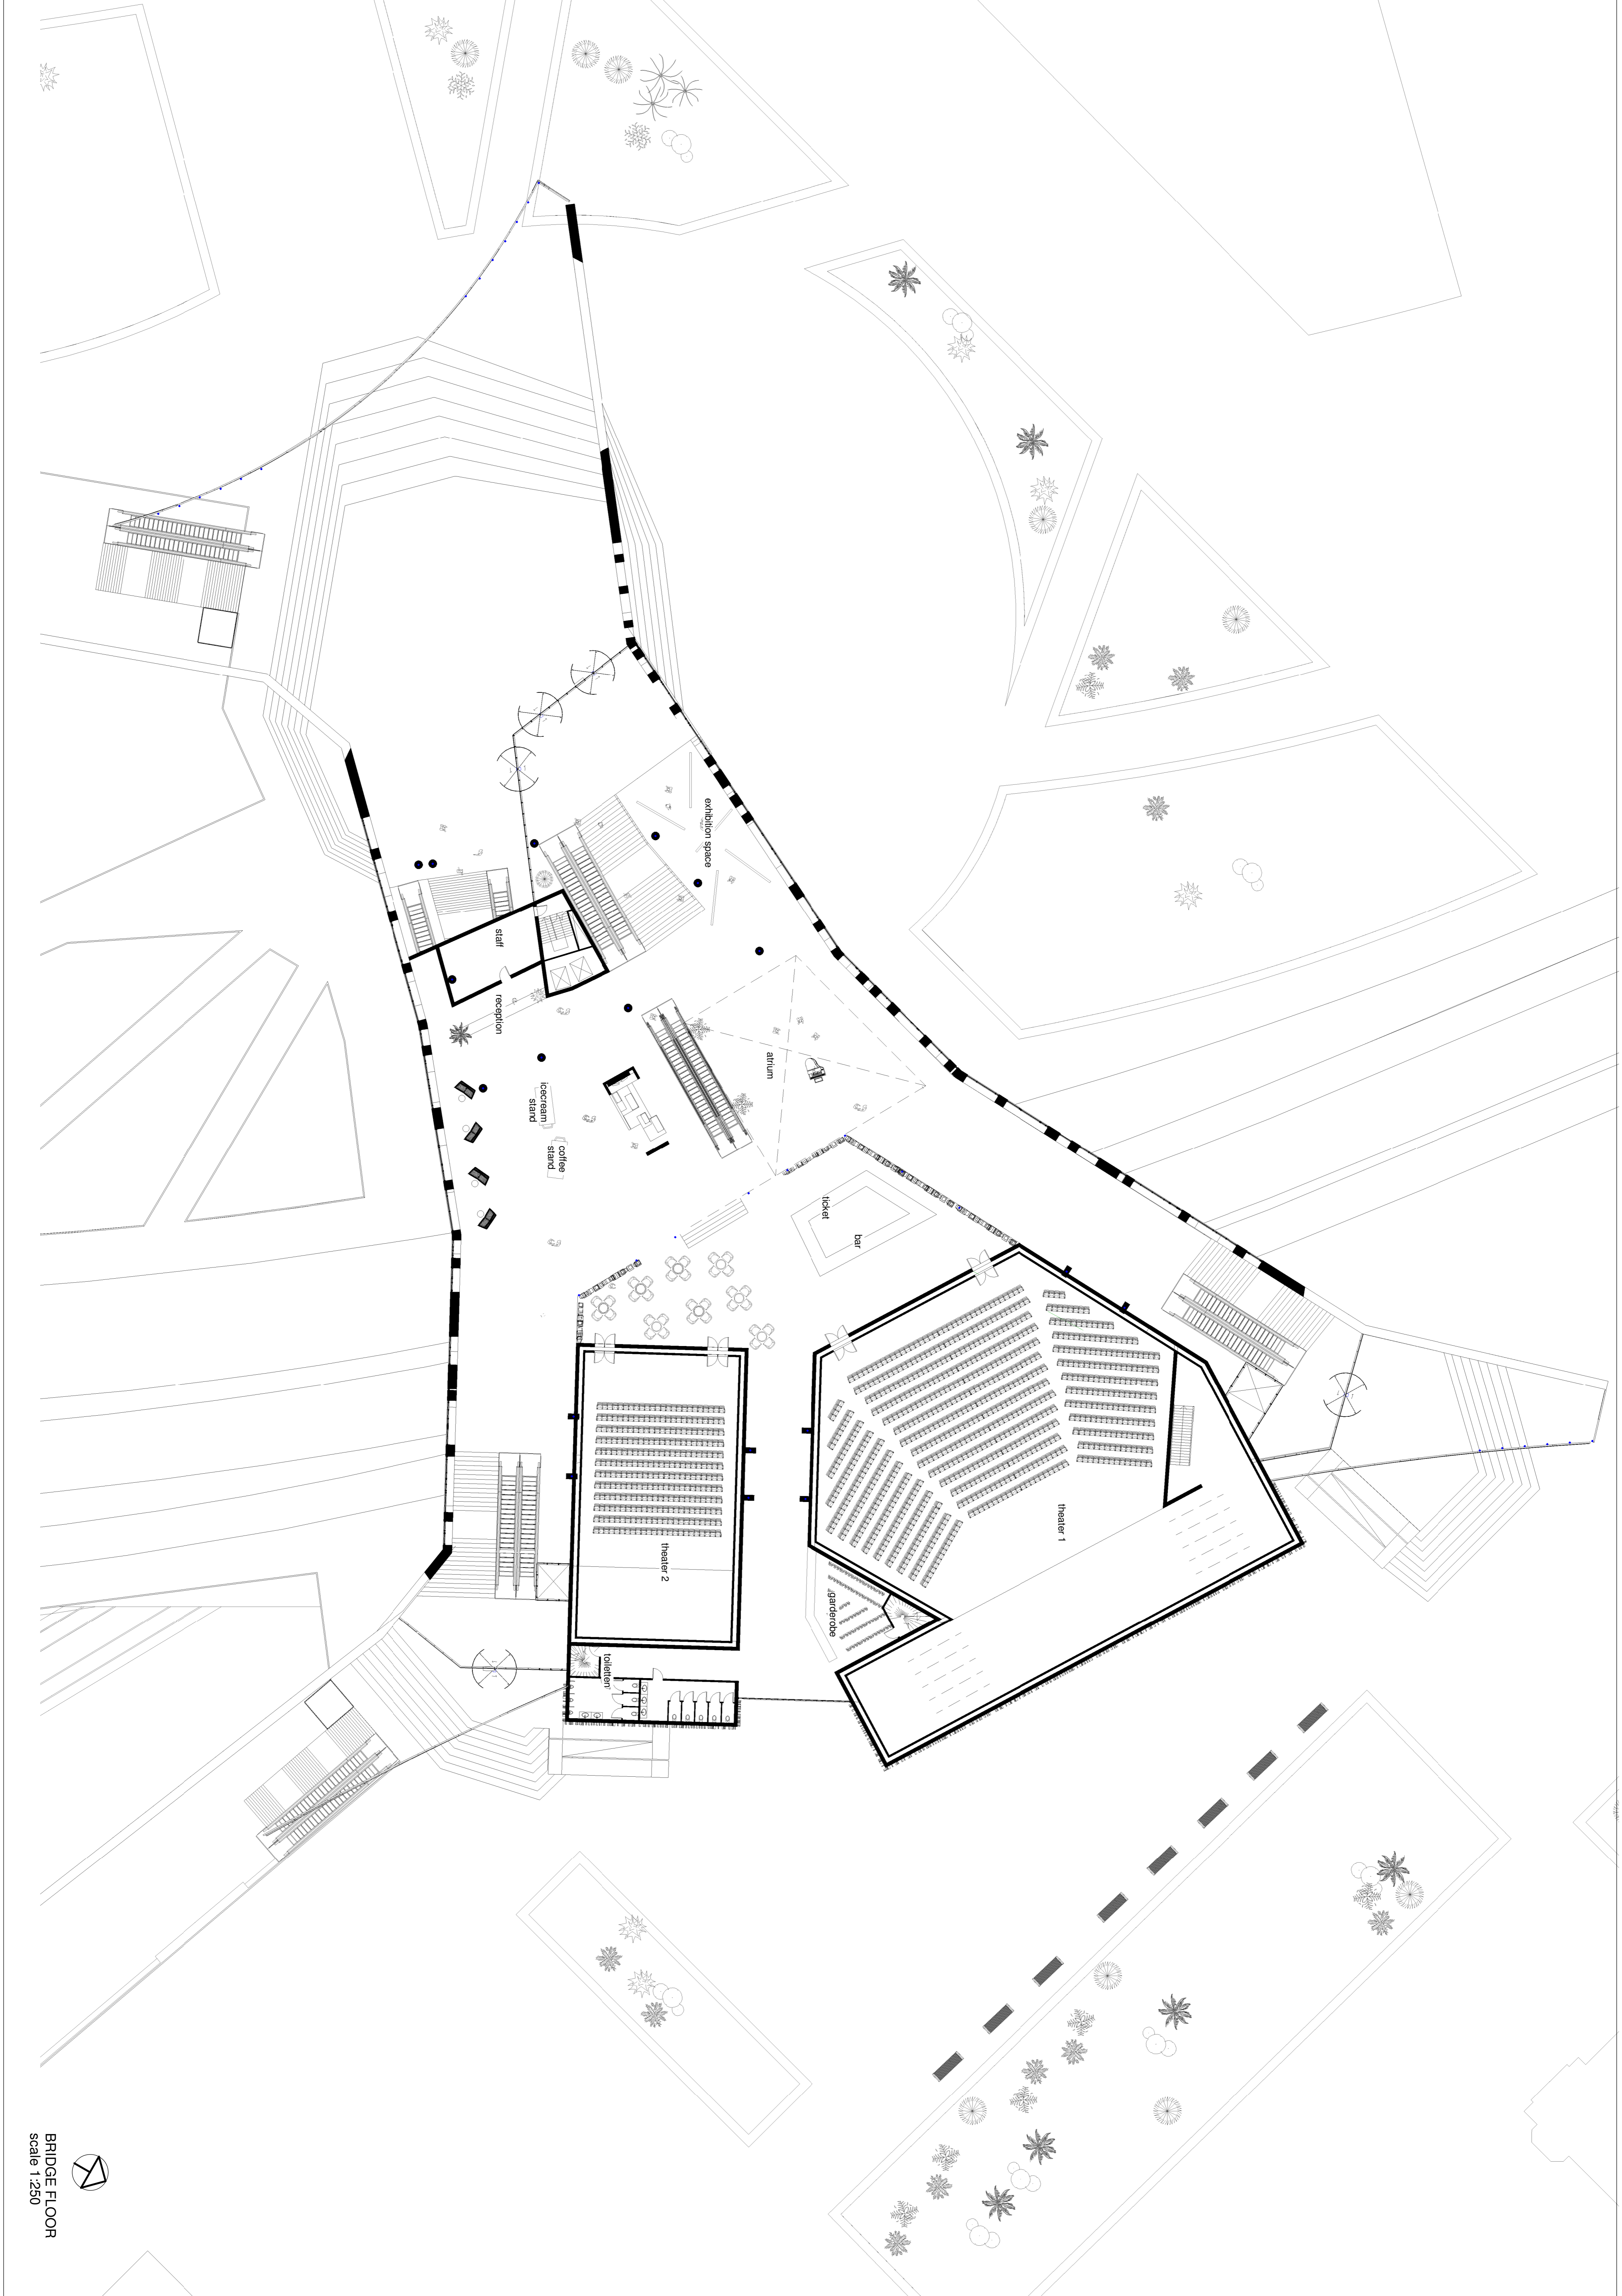 exhibition space
staff
reception
atrium
icecream
stand
coffee
stand
ticket
bar
theater 1
theater 2
garderobe
toiletten
BRIDGE FLOOR
scale 1:250